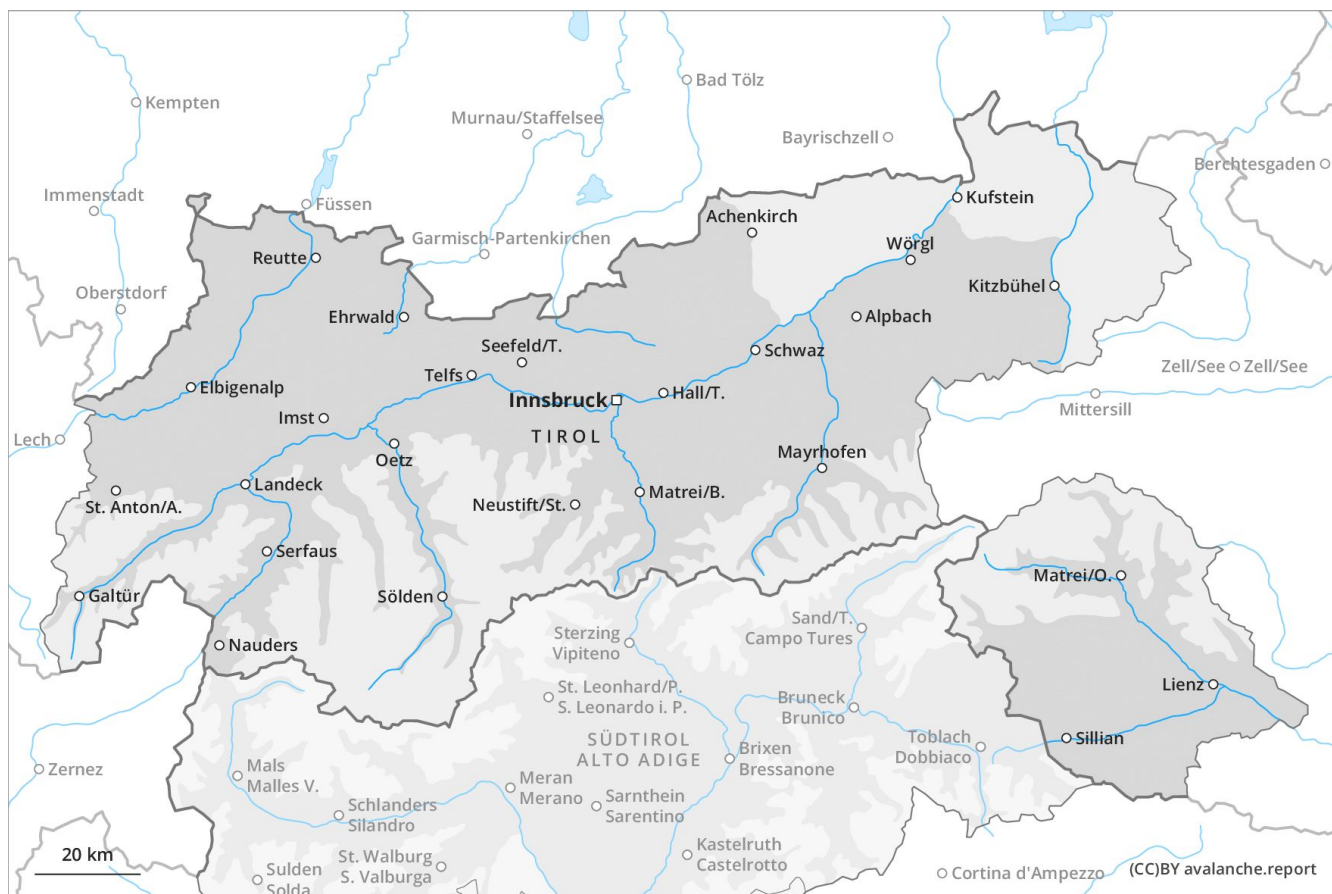 Bad Tölz
Kempten
Murnau/Staffelsee
Bayrischzell
Berchtesgaden
Immenstadt
Füssen
Kufstein
Achenkirch
Garmisch-Partenkirchen
Wörgl
Reutte
Kitzbühel
Oberstdorf
Ehrwald
Alpbach
Seefeld/T.
Schwaz
Telfs
Zell/See
Zell/See
Elbigenalp
Hall/T.
Innsbruck
Mittersill
Imst
Lech
TIROL
Oetz
Mayrhofen
Landeck
Matrei/B.
St. Anton/A.
Neustift/St.
Serfaus
Matrei/O.
Galtür
Sölden
Sand/T.
Campo Tures
Sterzing
Vipiteno
Nauders
Lienz
St. Leonhard/P.
S. Leonardo i. P.
Bruneck
Brunico
SÜDTIROL
ALTO ADIGE
Toblach
Dobbiaco
Sillian
Brixen
Bressanone
Zernez
Mals
Malles V.
Meran
Merano
Sarnthein
Sarentino
Schlanders
Silandro
Kastelruth
Castelrotto
20 km
St. Walburg
S. Valburga
Sulden
Solda
Cortina d'Ampezzo
(CC)BY avalanche.report